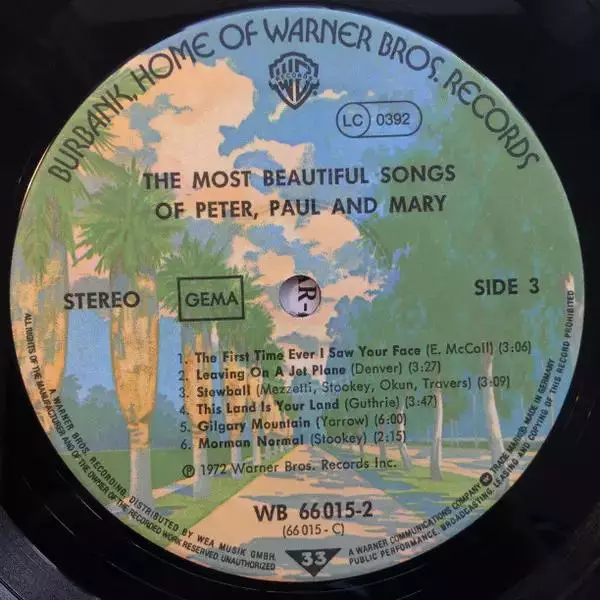 BURBANK, HOME OF WARNER BROS. RECORDS
RECORDS
LC 0392
THE MOST BEAUTIFUL SONGS
OF PETER, PAUL AND MARY
STEREO
GEMA
SIDE 3
1. The First Time Ever I Saw Your Face (E. McColl) (3:06)
2. Leaving On A Jet Plane (Denver) (3:27)
3. Stewball (Mezzetti, Stookey, Okun, Travers) (3:09)
4. This Land Is Your Land (Guthrie) (3:47)
5. Gilgary Mountain (Yarrow) (6:00)
6. Morman Normal (Stookey) (2:15)
℗ 1972 Warner Bros. Records Inc.
WB 66015-2
(66015-C)
33
ALL RIGHTS OF THE MANUFACTURER AND OF THE OWNER OF THE RECORDED WORK RESERVED. UNAUTHORIZED
PUBLIC PERFORMANCE, BROADCASTING, LEASING AND COPYING OF THIS RECORD PROHIBITED
WARNER BROS. RECORDING, DISTRIBUTED BY WEA MUSIK GMBH.
A WARNER COMMUNICATIONS COMPANY TRADE MARK MADE IN GERMANY